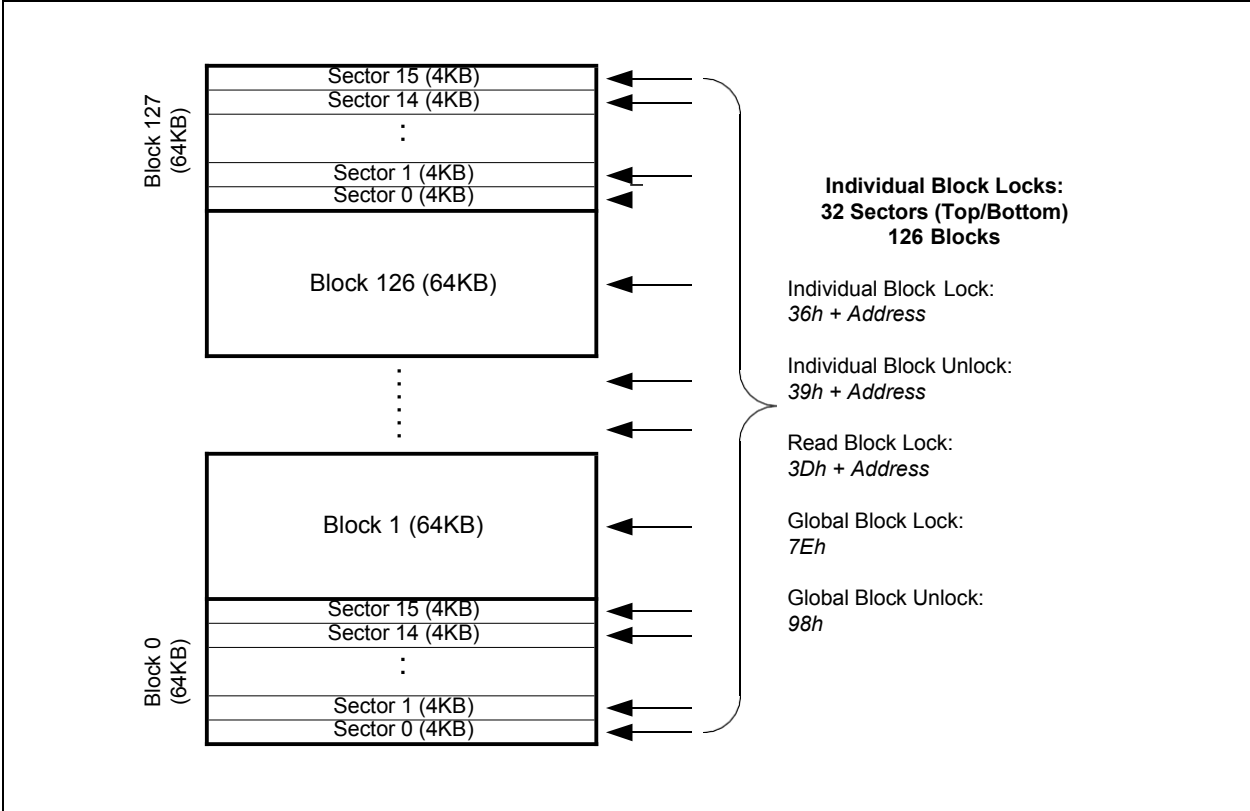 Block 127
(64KB)
Sector 15 (4KB)
Sector 14 (4KB)
:
Sector 1 (4KB)
Sector 0 (4KB)
Block 126 (64KB)
Block 1 (64KB)
Block 0
(64KB)
Sector 15 (4KB)
Sector 14 (4KB)
:
Sector 1 (4KB)
Sector 0 (4KB)
Individual Block Locks:
32 Sectors (Top/Bottom)
126 Blocks
Individual Block Lock:
36h + Address
Individual Block Unlock:
39h + Address
Read Block Lock:
3Dh + Address
Global Block Lock:
7Eh
Global Block Unlock:
98h